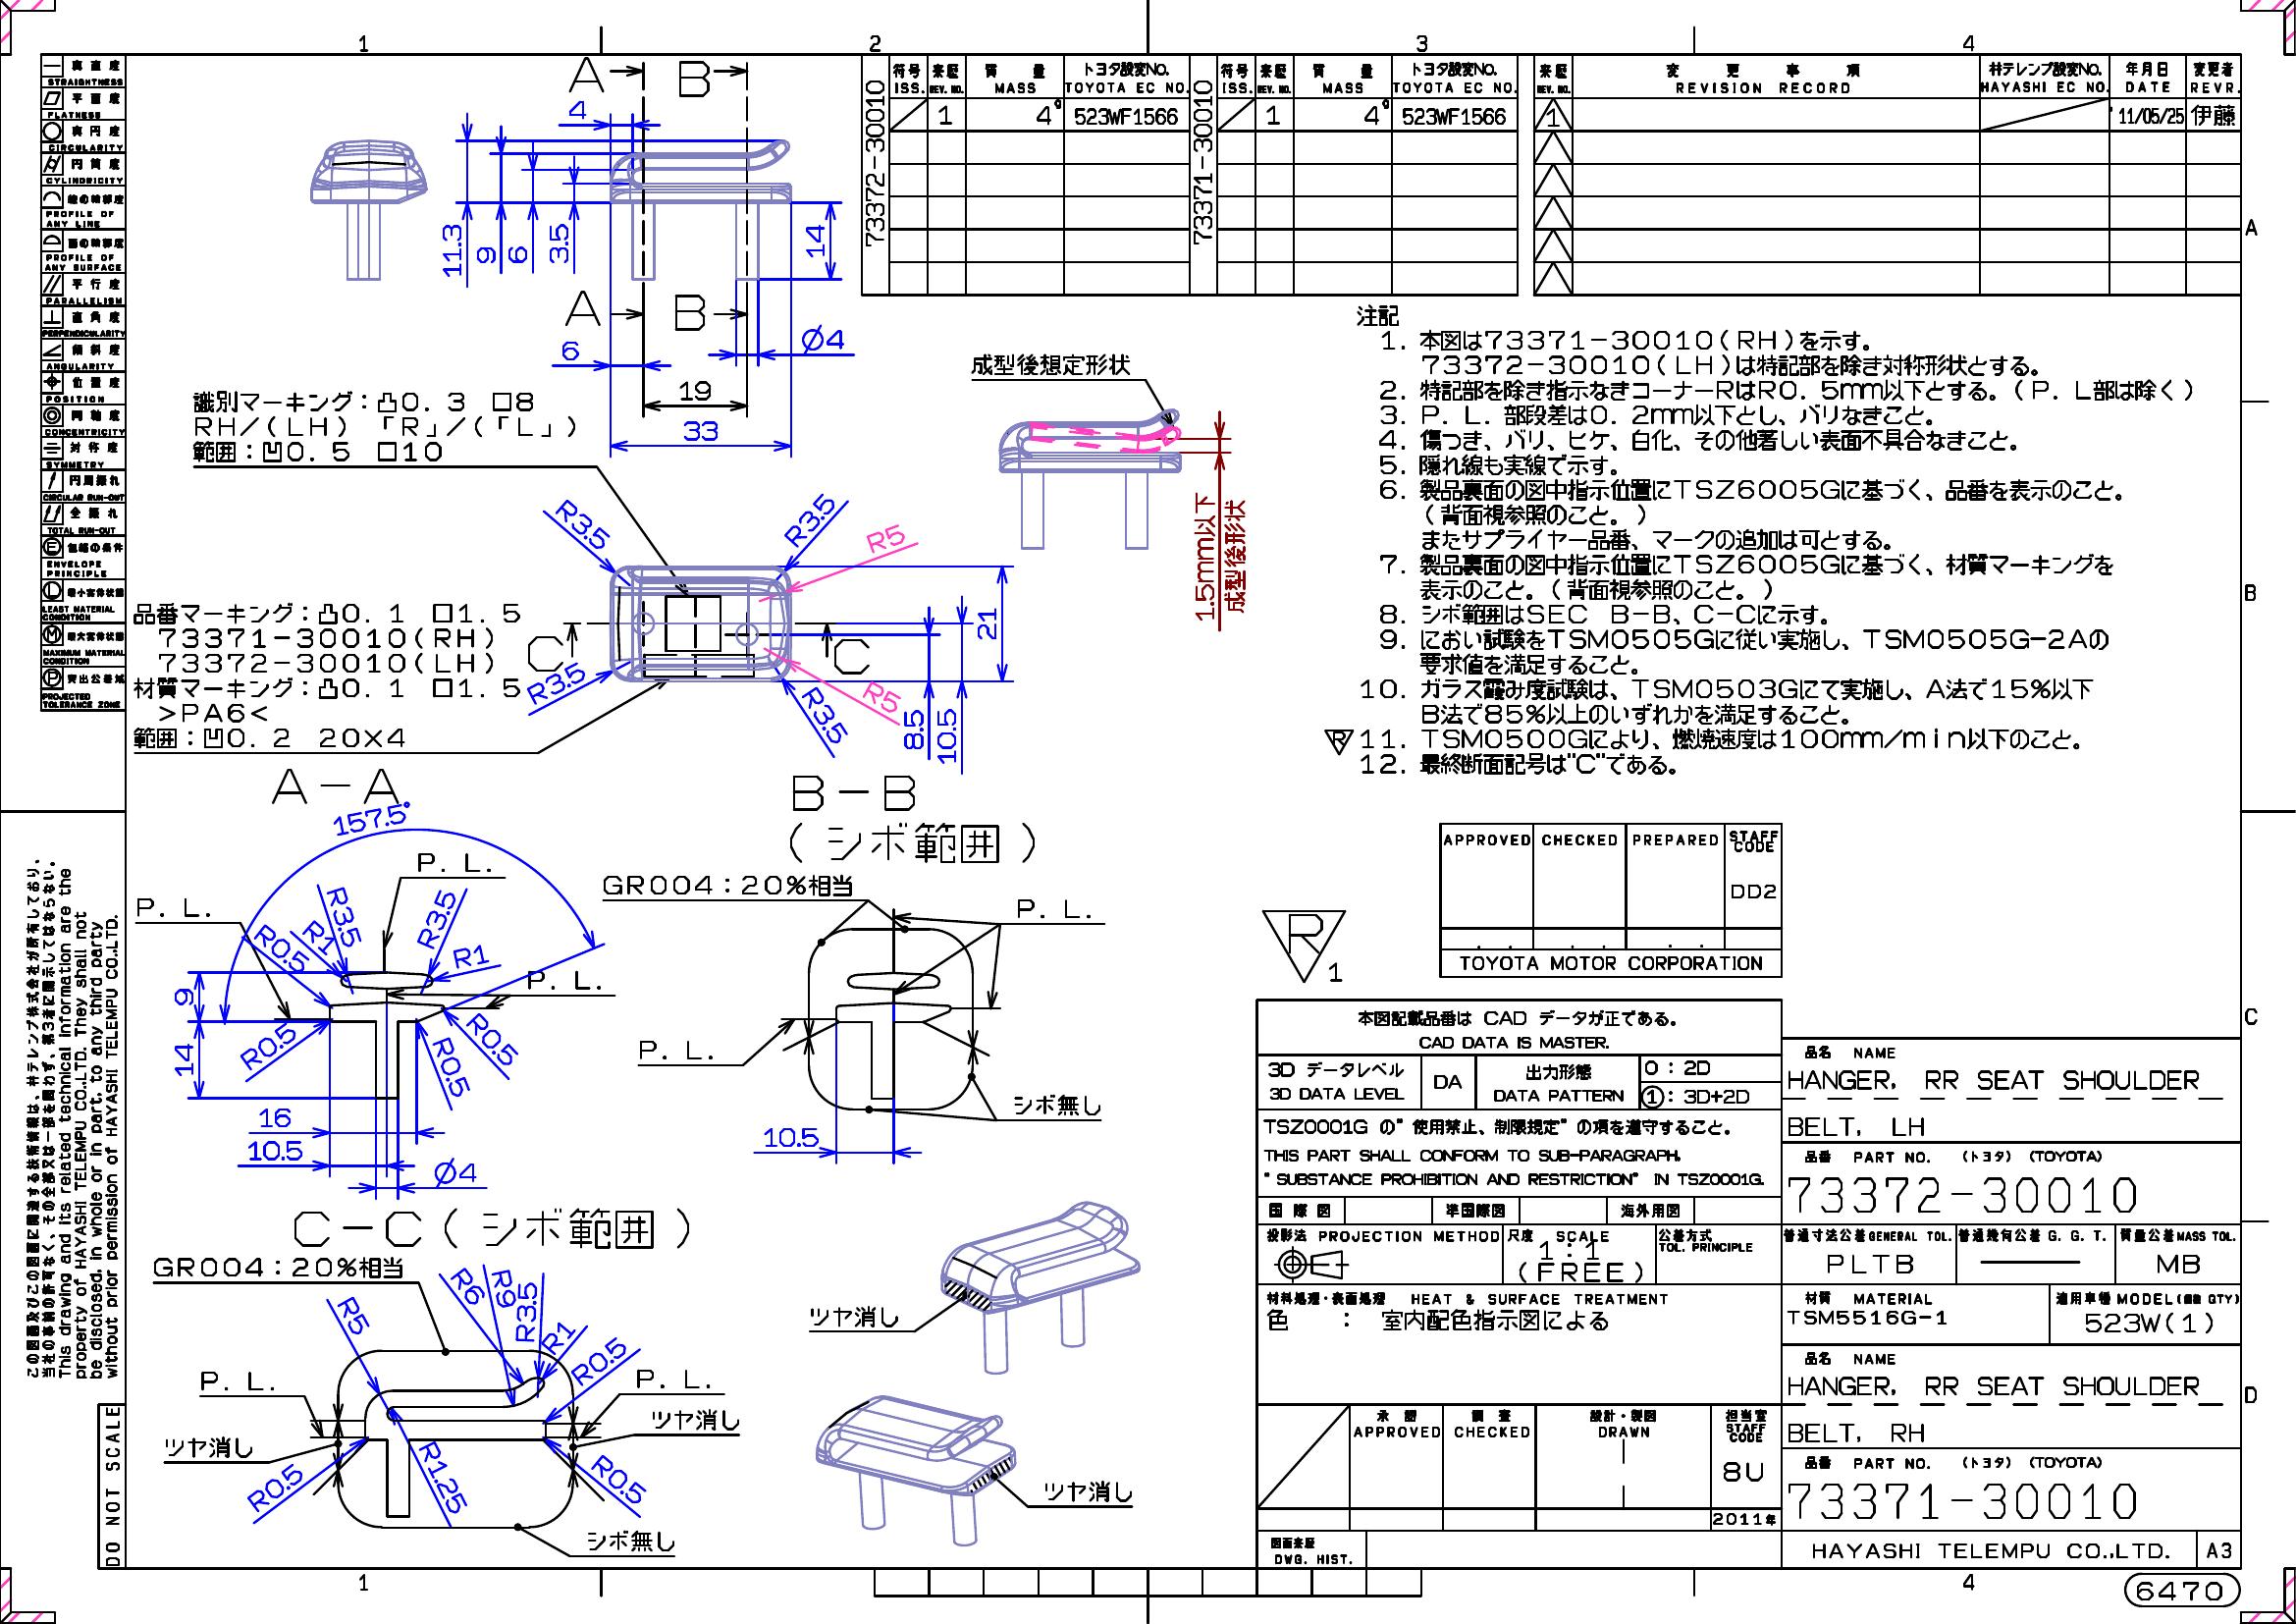 1
2
3
4
真直度
STRAIGHTNESS
平面度
FLATNESS
真円度
CIRCULARITY
円筒度
CYLINDRICITY
線の輪郭度
PROFILE OF
ANY LINE
面の輪郭度
PROFILE OF
ANY SURFACE
平行度
PARALLELISM
直角度
PERPENDICULARITY
傾斜度
ANGULARITY
位置度
POSITION
同軸度
CONCENTRICITY
対称度
SYMMETRY
円周振れ
CIRCULAR RUN-OUT
全振れ
TOTAL RUN-OUT
E 包絡の条件
ENVELOPE
PRINCIPLE
L 最小実体状態
LEAST MATERIAL
CONDITION
M 最大実体状態
MAXIMUM MATERIAL
CONDITION
P 突出公差域
PROJECTED
TOLERANCE ZONE
この図面及びこの図面に関連する技術情報は、林テレンプ株式会社が所有しており、
当社の事前の許可なく、その全部又は一部を問わず、第3者に開示してはならない。
This drawing and its related technical information are the
property of HAYASHI TELEMPU CO.,LTD. They shall not
be disclosed, in whole or in part, to any third party
without prior permission of HAYASHI TELEMPU CO.,LTD.
DO NOT SCALE
A B
4
11.3
9
6
3.5
14
A B
6
Ø4
19
33
73372-30010
符号 来歴 質量 トヨタ設変NO.
ISS. REV. NO. MASS TOYOTA EC NO.
1 4g 523WF1566
73371-30010
符号 来歴 質量 トヨタ設変NO.
ISS. REV. NO. MASS TOYOTA EC NO.
1 4g 523WF1566
来歴 変更事項 林テレンプ設変NO. 年月日 変更者
REV. NO. REVISION RECORD HAYASHI EC NO. DATE REVR.
1 '11/05/25 伊藤
A
B
C
D
識別マーキング:凸0.3 □8
RH/(LH) 「R」/(「L」)
範囲:凹0.5 □10
R3.5
R3.5
R5
21
C C
R3.5
R3.5
R5
8.5
10.5
品番マーキング:凸0.1 □1.5
73371-30010(RH)
73372-30010(LH)
材質マーキング:凸0.1 □1.5
>PA6<
範囲:凹0.2 20×4
成型後想定形状
1.5mm以下
成型後形状
注記
1. 本図は73371-30010(RH)を示す。
73372-30010(LH)は特記部を除き対称形状とする。
2. 特記部を除き指示なきコーナーRはR0.5mm以下とする。(P.L部は除く)
3. P.L.部段差は0.2mm以下とし、バリなきこと。
4. 傷つき、バリ、ヒケ、白化、その他著しい表面不具合なきこと。
5. 隠れ線も実線で示す。
6. 製品裏面の図中指示位置にTSZ6005Gに基づく、品番を表示のこと。
(背面視参照のこと。)
またサプライヤー品番、マークの追加は可とする。
7. 製品裏面の図中指示位置にTSZ6005Gに基づく、材質マーキングを
表示のこと。(背面視参照のこと。)
8. シボ範囲はSEC B-B、C-Cに示す。
9. におい試験をTSM0505Gに従い実施し、TSM0505G-2Aの
要求値を満足すること。
10. ガラス霞み度試験は、TSM0503Gにて実施し、A法で15%以下
B法で85%以上のいずれかを満足すること。
R 11. TSM0500Gにより、燃焼速度は100mm/min以下のこと。
12. 最終断面記号は"C"である。
A-A
157.5°
P.L.
P.L.
R3.5
R3.5
R0.5
R1
R1
P.L.
9
14
R0.5
R0.5
R0.5
16
10.5
Ø4
B-B
(シボ範囲)
GR004:20%相当
P.L.
P.L.
シボ無し
10.5
C-C(シボ範囲)
GR004:20%相当
R6
R9
R3.5
R1
R0.5
R5
P.L.
P.L.
ツヤ消し
ツヤ消し
R0.5
R1.25
R0.5
シボ無し
ツヤ消し
ツヤ消し
R 1
APPROVED CHECKED PREPARED STAFF CODE
DD2
TOYOTA MOTOR CORPORATION
本図記載品番は CAD データが正である。
CAD DATA IS MASTER.
3D データレベル DA 出力形態 0:2D
3D DATA LEVEL DATA PATTERN ①:3D+2D
TSZ0001G の"使用禁止、制限規定"の項を遵守すること。
THIS PART SHALL CONFORM TO SUB-PARAGRAPH.
"SUBSTANCE PROHIBITION AND RESTRICTION" IN TSZ0001G.
国際図 準国際図 海外用図
投影法 PROJECTION METHOD 尺度 SCALE 公差方式
TOL. PRINCIPLE
1:1
(FREE)
材料処理・表面処理 HEAT & SURFACE TREATMENT
色 : 室内配色指示図による
承認 調査 設計・製図 担当室
APPROVED CHECKED DRAWN STAFF CODE
8U
2011年
図面来歴
DWG. HIST.
品名 NAME
HANGER, RR SEAT SHOULDER
BELT, LH
品番 PART NO. (トヨタ) (TOYOTA)
73372-30010
普通寸法公差GENERAL TOL. 普通幾何公差 G. G. T. 質量公差MASS TOL.
PLTB MB
材質 MATERIAL 適用車種 MODEL(個数 QTY)
TSM5516G-1 523W(1)
品名 NAME
HANGER, RR SEAT SHOULDER
BELT, RH
品番 PART NO. (トヨタ) (TOYOTA)
73371-30010
HAYASHI TELEMPU CO.,LTD. A3
1
4
6470